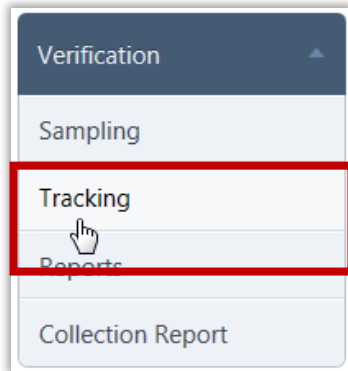 Verification
Sampling
Tracking
Reports
Collection Report